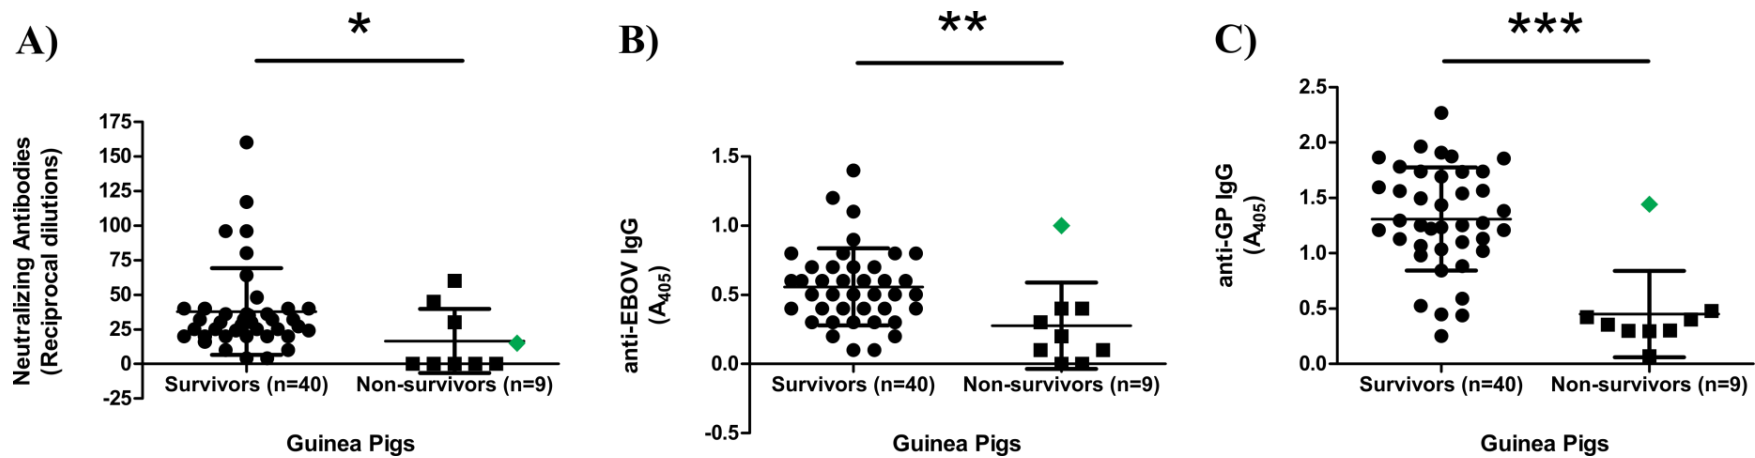 A)
*
Neutralizing Antibodies
(Reciprocal dilutions)
175
150
125
100
75
50
25
0
-25
Survivors (n=40)
Non-survivors (n=9)
Guinea Pigs
B)
**
anti-EBOV IgG
(A405)
1.5
1.0
0.5
0.0
-0.5
Survivors (n=40)
Non-survivors (n=9)
Guinea Pigs
C)
***
anti-GP IgG
(A405)
2.5
2.0
1.5
1.0
0.5
0.0
Survivors (n=40)
Non-survivors (n=9)
Guinea Pigs